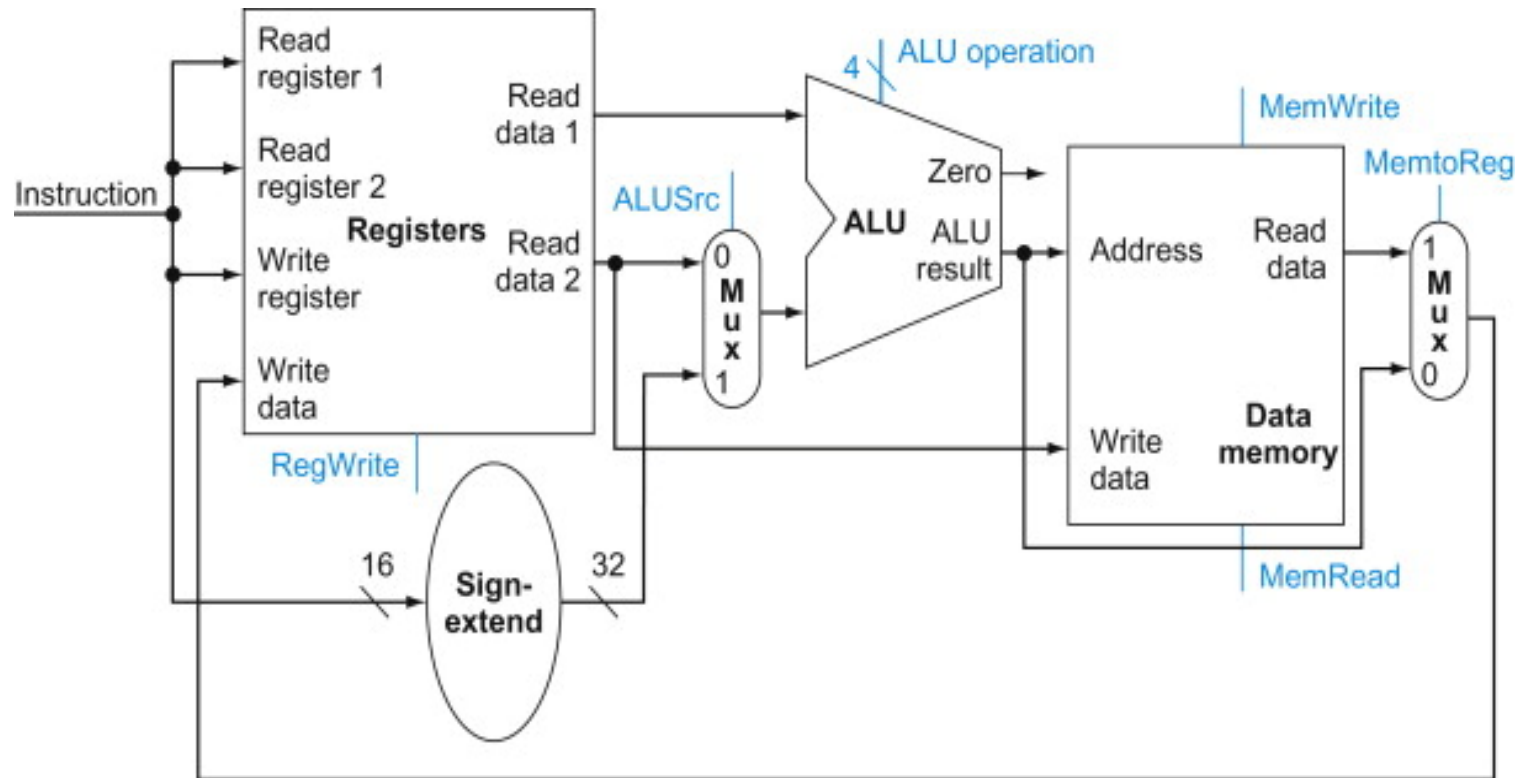 Instruction
Read
register 1
Read
register 2
Write
register
Write
data
Registers
Read
data 1
Read
data 2
RegWrite
16
Sign-
extend
32
ALUSrc
0
M
u
x
1
4
ALU operation
ALU
Zero
ALU
result
MemWrite
Address
Read
data
Write
data
Data
memory
MemRead
MemtoReg
1
M
u
x
0